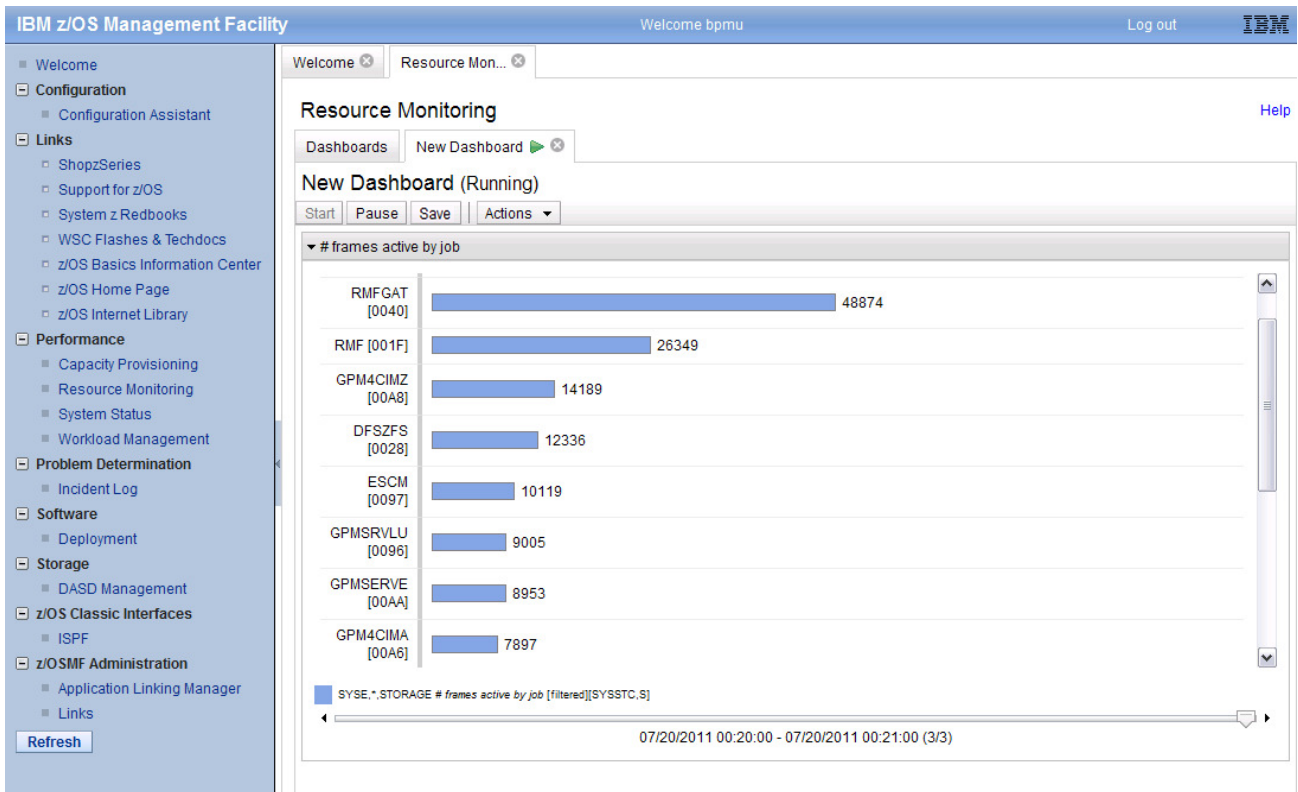 IBM z/OS Management Facility
Welcome bpmu
Log out
IBM
Welcome
Configuration
Configuration Assistant
Links
ShopzSeries
Support for z/OS
System z Redbooks
WSC Flashes & Techdocs
z/OS Basics Information Center
z/OS Home Page
z/OS Internet Library
Performance
Capacity Provisioning
Resource Monitoring
System Status
Workload Management
Problem Determination
Incident Log
Software
Deployment
Storage
DASD Management
z/OS Classic Interfaces
ISPF
z/OSMF Administration
Application Linking Manager
Links
Refresh
Welcome
Resource Mon...
Resource Monitoring
Help
Dashboards
New Dashboard
New Dashboard (Running)
Start
Pause
Save
Actions
# frames active by job
RMFGAT
[0040]
48874
RMF [001F]
26349
GPM4CIMZ
[00A8]
14189
DFSZFS
[0028]
12336
ESCM
[0097]
10119
GPMSRVLU
[0096]
9005
GPMSERVE
[00AA]
8953
GPM4CIMA
[00A6]
7897
SYSE,*,STORAGE # frames active by job [filtered][SYSSTC,S]
07/20/2011 00:20:00 - 07/20/2011 00:21:00 (3/3)